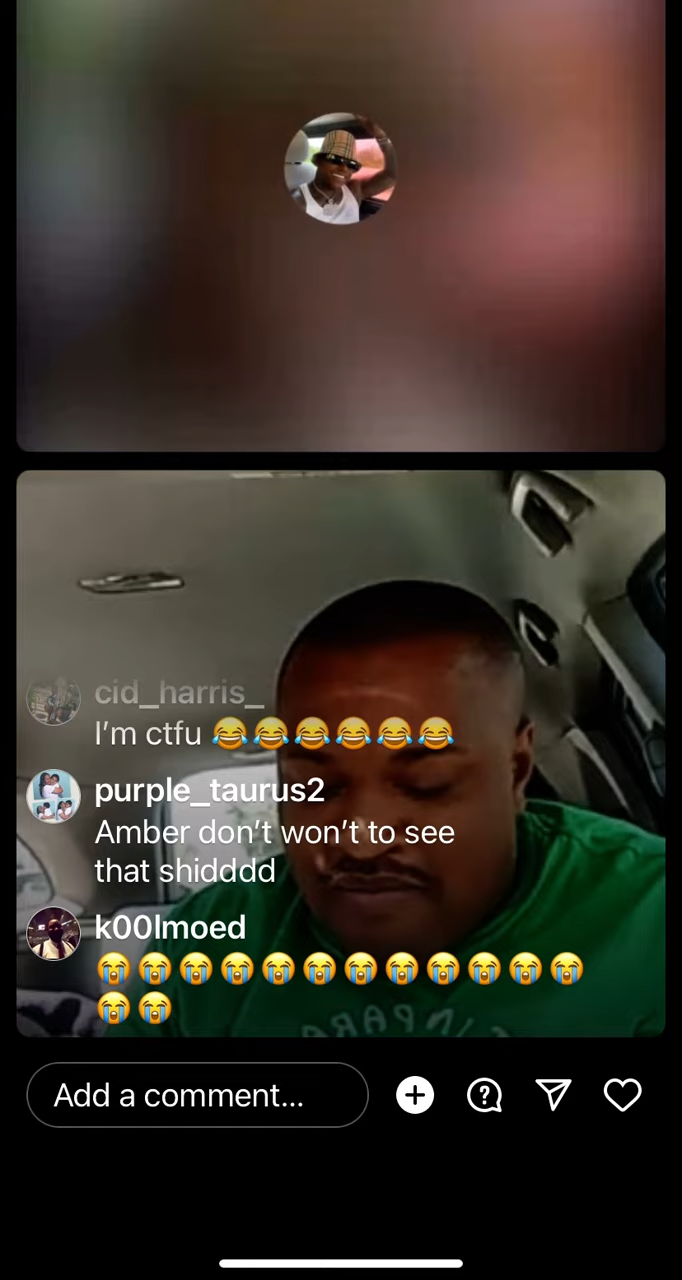 cid_harris_
I'm ctfu 😂😂😂😂😂😂
purple_taurus2
Amber don't won't to see
that shidddd
k00lmoed
😭😭😭😭😭😭😭😭😭😭😭😭
😭😭
Add a comment...